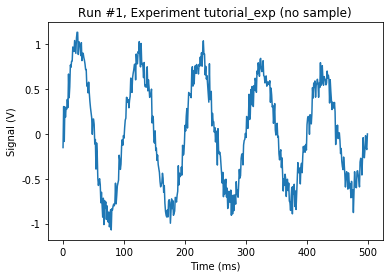 Run #1, Experiment tutorial_exp (no sample)
1
0.5
0
-0.5
-1
Signal (V)
0 100 200 300 400 500
Time (ms)